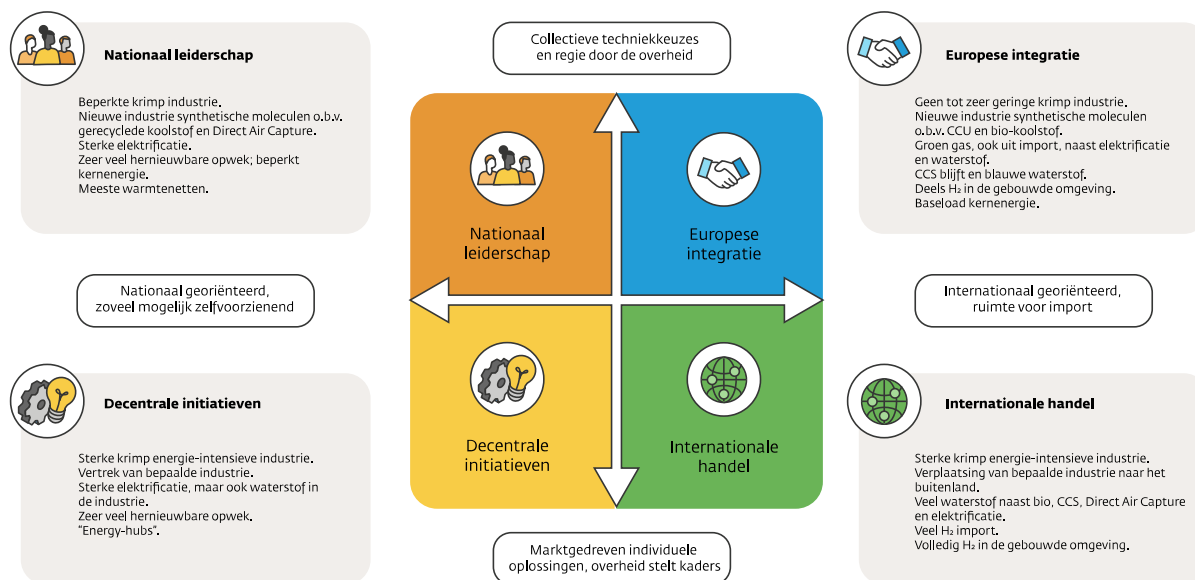 Nationaal leiderschap
Beperkte krimp industrie.
Nieuwe industrie synthetische moleculen o.b.v.
gerecyclede koolstof en Direct Air Capture.
Sterke elektrificatie.
Zeer veel hernieuwbare opwek; beperkt
kernenergie.
Meeste warmtenetten.
Collectieve techniekkeuzes
en regie door de overheid
Europese integratie
Geen tot zeer geringe krimp industrie.
Nieuwe industrie synthetische moleculen
o.b.v. CCU en bio-koolstof.
Groen gas, ook uit import, naast elektrificatie
en waterstof.
CCS blijft en blauwe waterstof.
Deels H₂ in de gebouwde omgeving.
Baseload kernenergie.
Nationaal
leiderschap
Europese
integratie
Nationaal georiënteerd,
zoveel mogelijk zelfvoorzienend
Internationaal georiënteerd,
ruimte voor import
Decentrale
initiatieven
Internationale
handel
Decentrale initiatieven
Sterke krimp energie-intensieve industrie.
Vertrek van bepaalde industrie.
Sterke elektrificatie, maar ook waterstof in
de industrie.
Zeer veel hernieuwbare opwek.
"Energy-hubs".
Marktgedreven individuele
oplossingen, overheid stelt kaders
Internationale handel
Sterke krimp energie-intensieve industrie.
Verplaatsing van bepaalde industrie naar het
buitenland.
Veel waterstof naast bio, CCS, Direct Air Capture
en elektrificatie.
Veel H₂ import.
Volledig H₂ in de gebouwde omgeving.